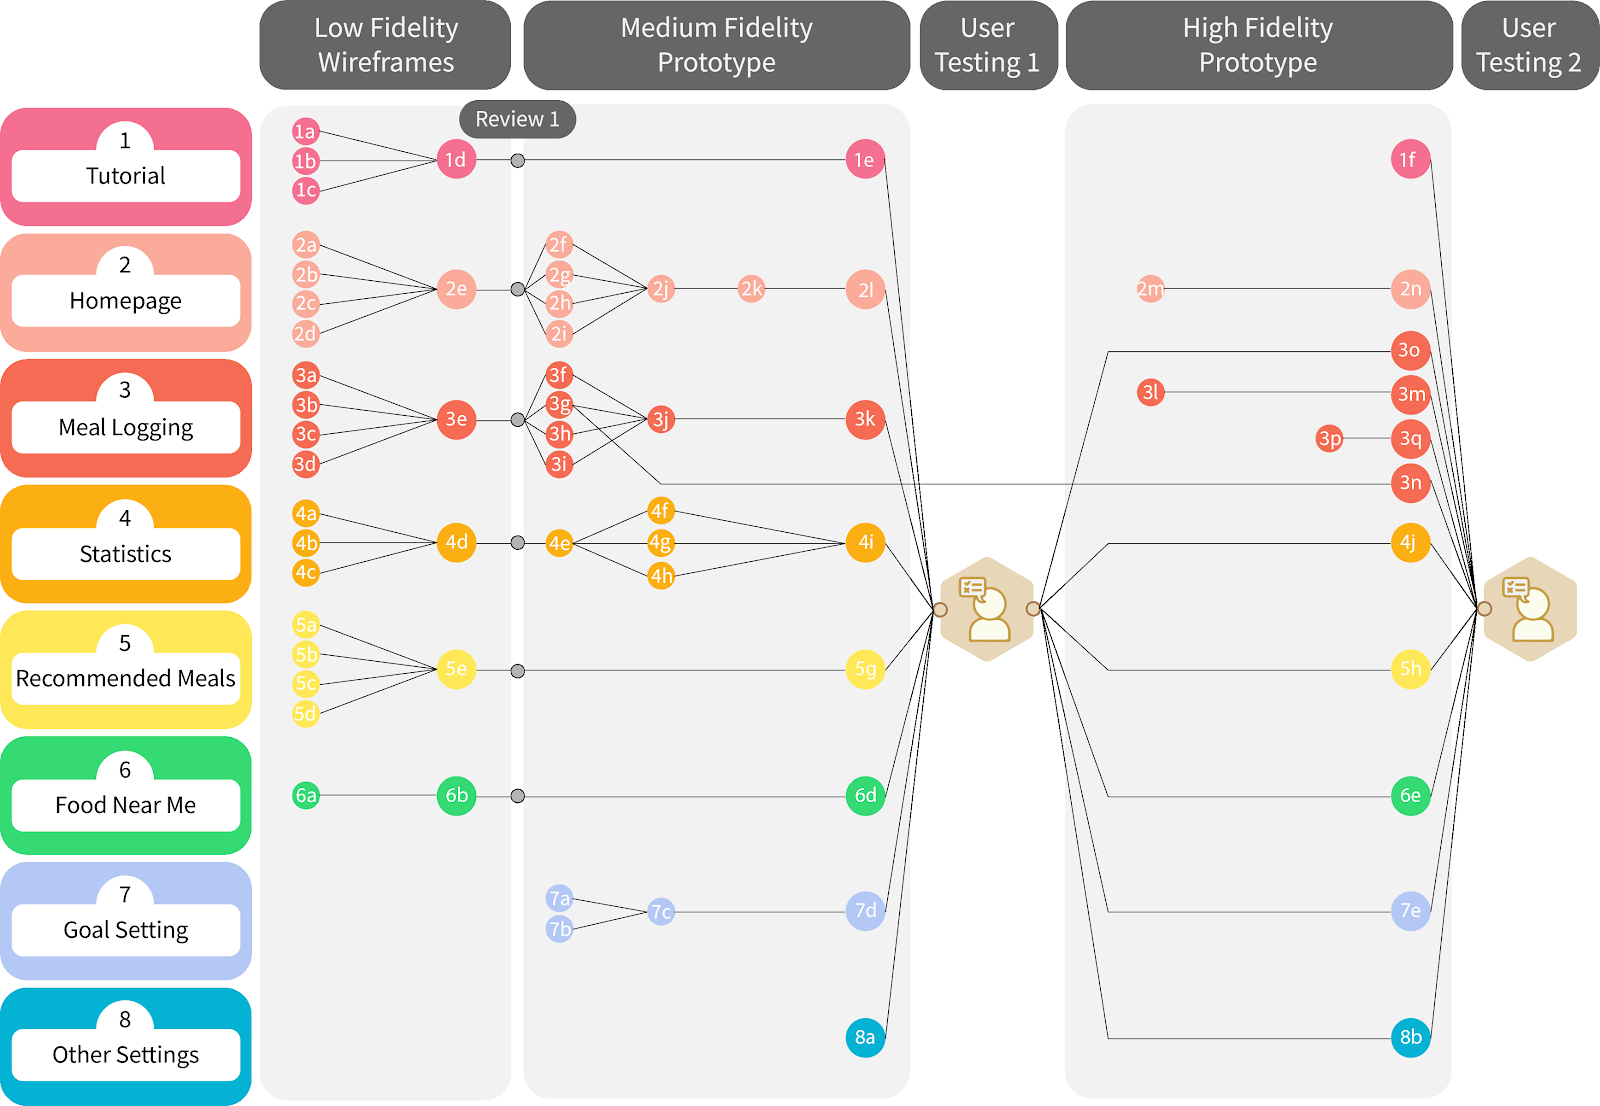 Low Fidelity
Wireframes
Medium Fidelity
Prototype
User
Testing 1
High Fidelity
Prototype
User
Testing 2
Review 1
1
Tutorial
1a
1b
1c
1d
1e
1f
2
Homepage
2a
2b
2c
2d
2e
2f
2g
2h
2i
2j
2k
2l
2m
2n
3
Meal Logging
3a
3b
3c
3d
3e
3f
3g
3h
3i
3j
3k
3o
3l
3m
3p
3q
3n
4
Statistics
4a
4b
4c
4d
4e
4f
4g
4h
4i
4j
5
Recommended Meals
5a
5b
5c
5d
5e
5g
5h
6
Food Near Me
6a
6b
6d
6e
7
Goal Setting
7a
7b
7c
7d
7e
8
Other Settings
8a
8b